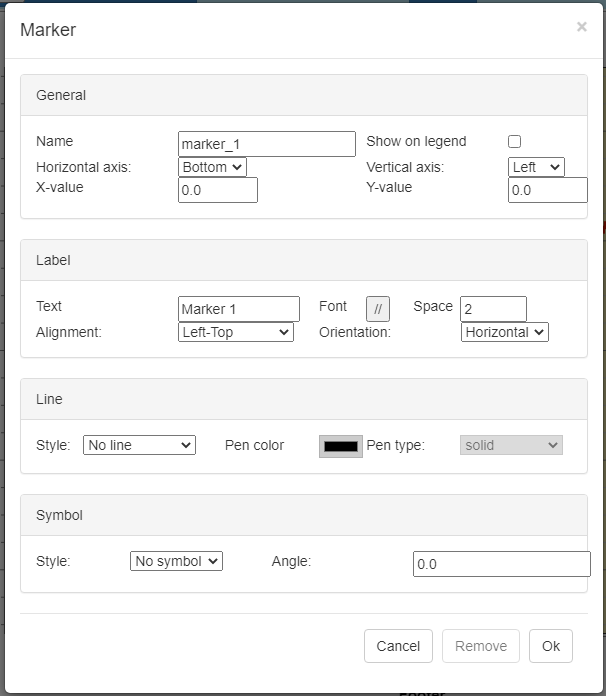 Marker ×
General
Name marker_1 Show on legend
Horizontal axis: Bottom Vertical axis: Left
X-value 0.0 Y-value 0.0
Label
Text Marker 1 Font // Space 2
Alignment: Left-Top Orientation: Horizontal
Line
Style: No line Pen color Pen type: solid
Symbol
Style: No symbol Angle: 0.0
Cancel Remove Ok